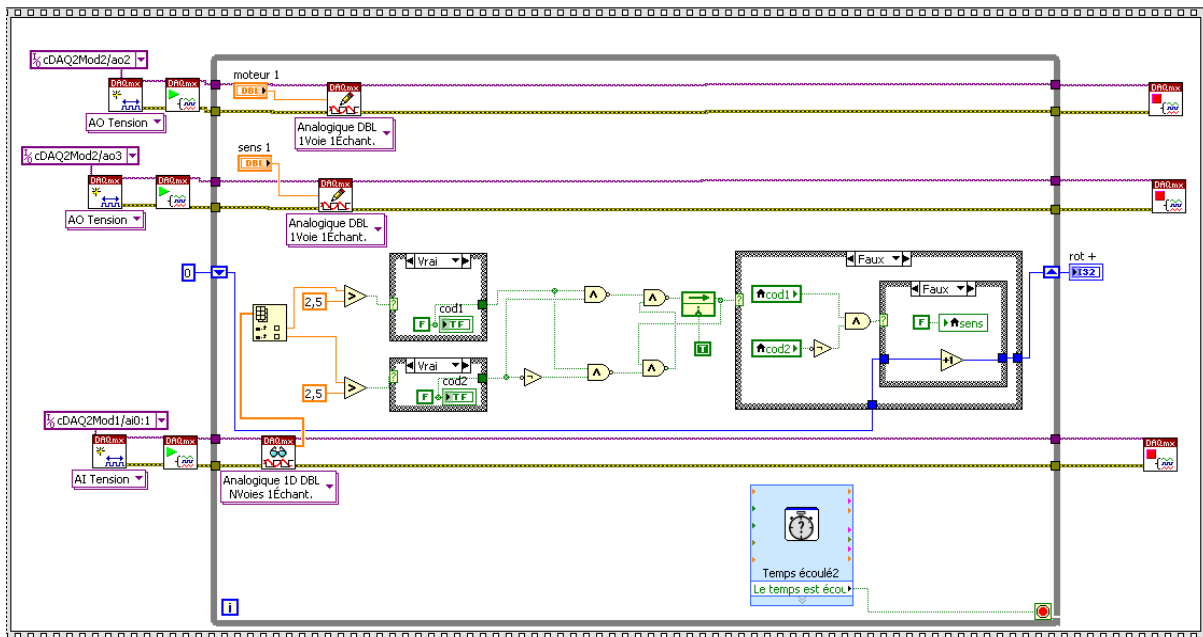 cDAQ2Mod2/ao2
DAQmx
DAQmx
AO Tension
moteur 1
DBL
DAQmx
Analogique DBL
1Voie 1Échant.
DAQmx
cDAQ2Mod2/ao3
DAQmx
DAQmx
AO Tension
sens 1
DBL
DAQmx
Analogique DBL
1Voie 1Échant.
DAQmx
0
2,5
>
Vrai
?
cod1
F
TF
2,5
>
Vrai
?
cod2
F
TF
T
Faux
?
cod1
cod2
Faux
?
F
sens
+1
rot +
I32
cDAQ2Mod1/ai0:1
DAQmx
DAQmx
AI Tension
DAQmx
Analogique 1D DBL
NVoies 1Échant.
DAQmx
?
Temps écoulé2
Le temps est écou
i